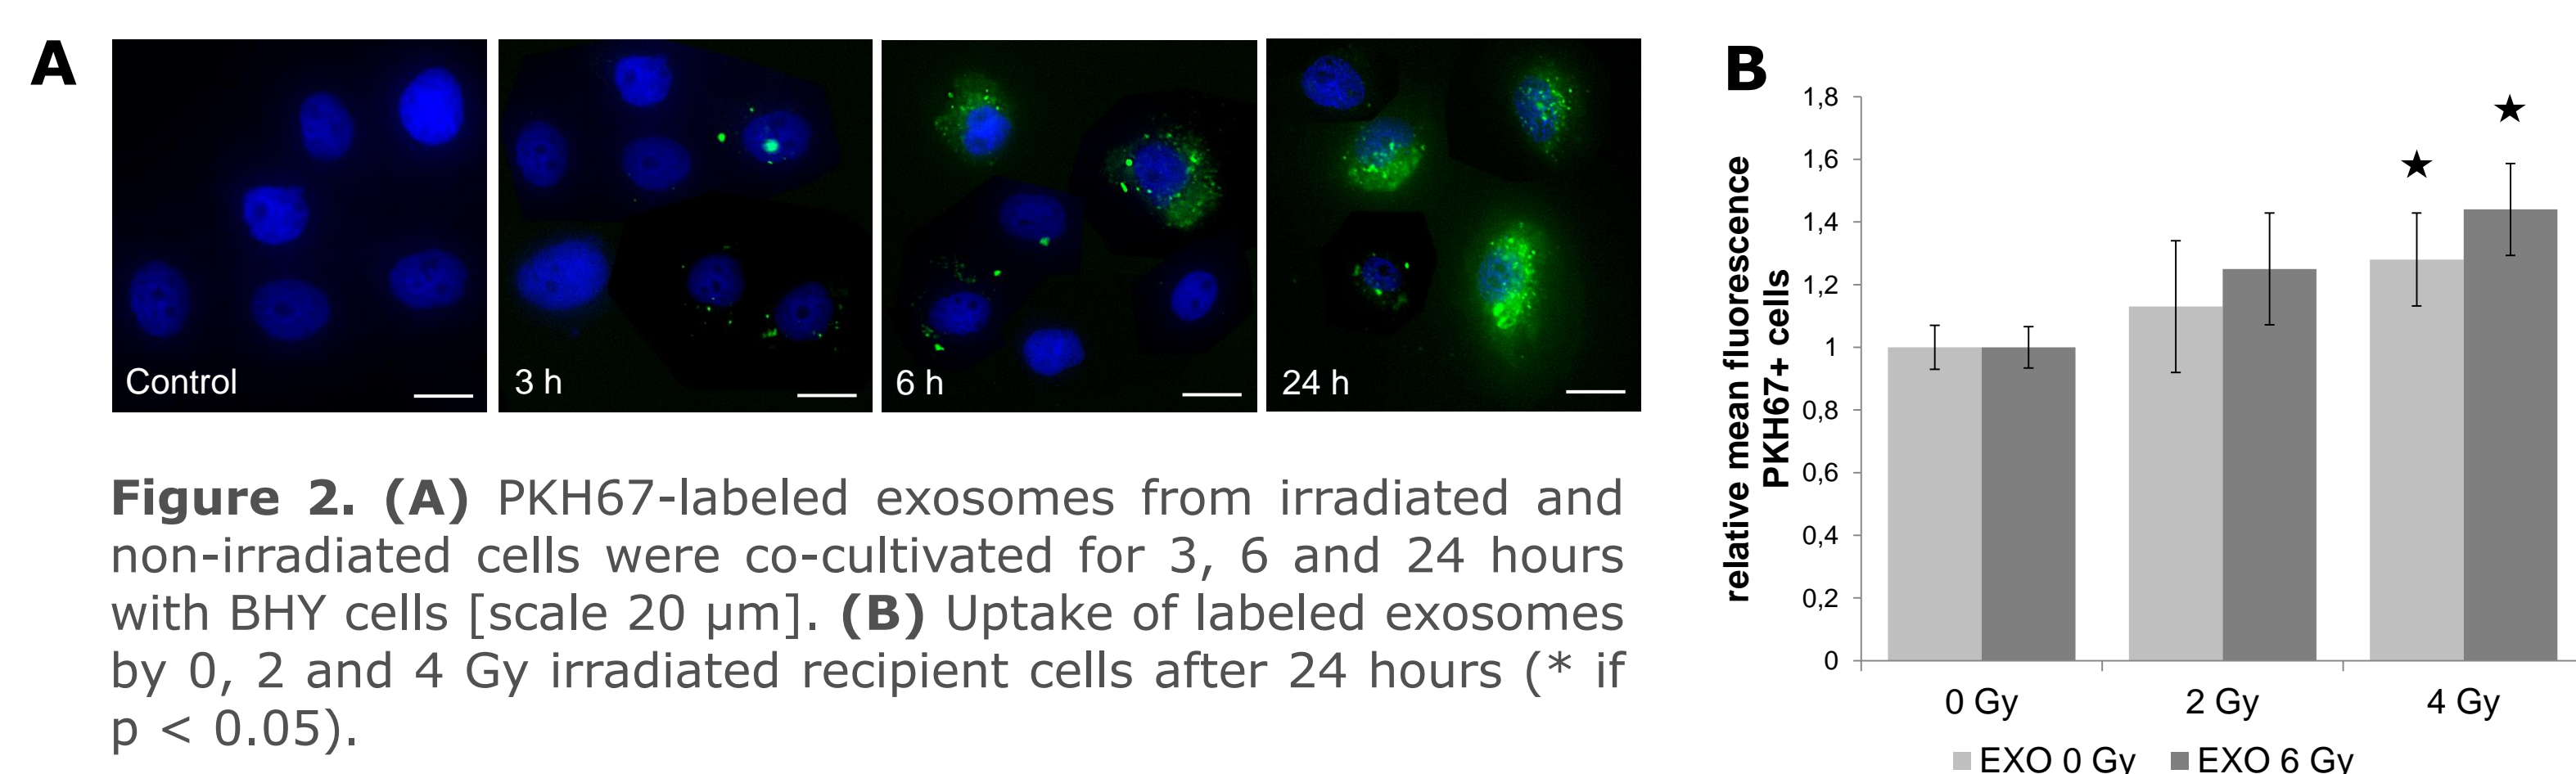 A
Control
3 h
6 h
24 h
Figure 2. (A) PKH67-labeled exosomes from irradiated and
non-irradiated cells were co-cultivated for 3, 6 and 24 hours
with BHY cells [scale 20 µm]. (B) Uptake of labeled exosomes
by 0, 2 and 4 Gy irradiated recipient cells after 24 hours (* if
p < 0.05).
B
relative mean fluorescence
PKH67+ cells
1,8
1,6
1,4
1,2
1
0,8
0,6
0,4
0,2
0
0 Gy
2 Gy
4 Gy
EXO 0 Gy
EXO 6 Gy